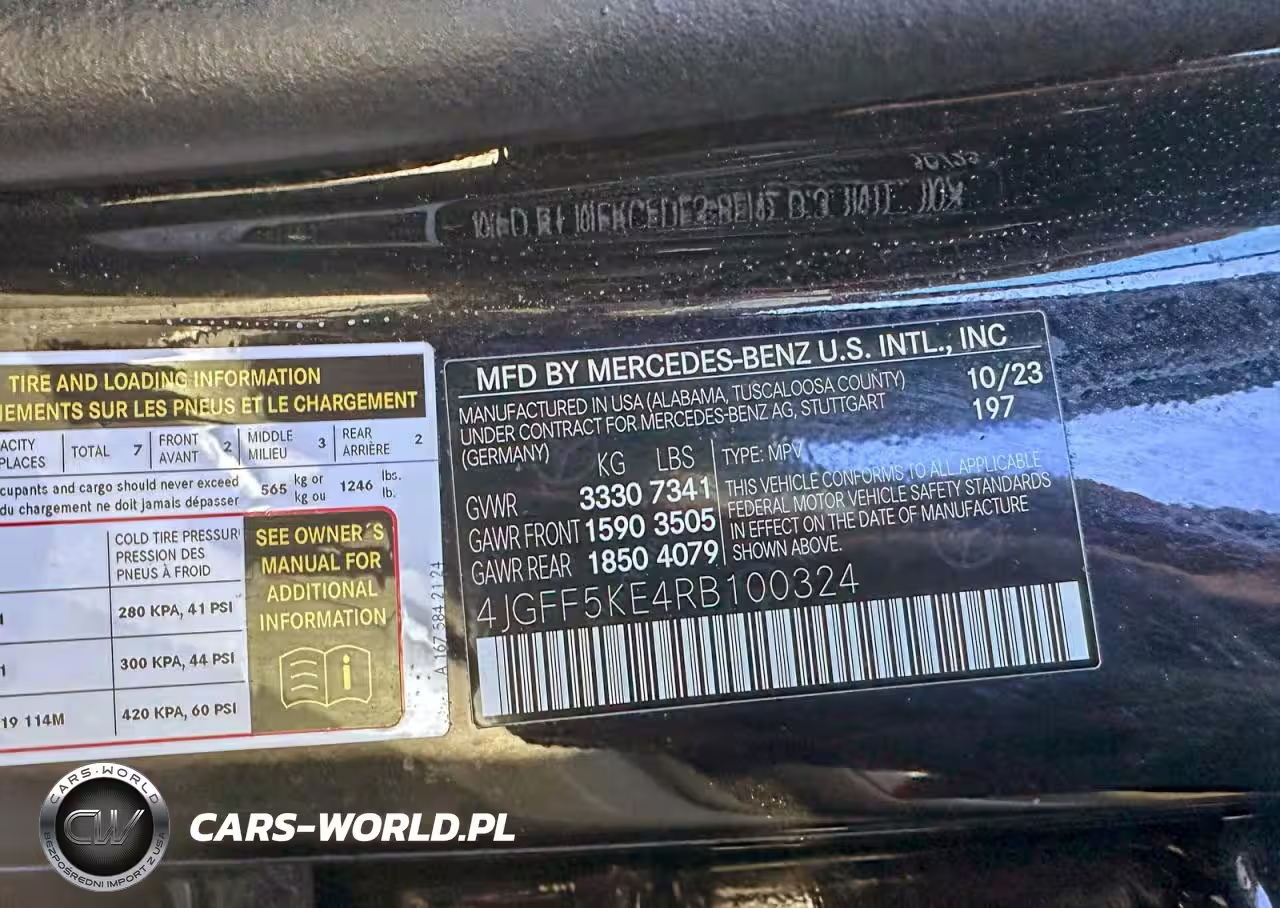 TIRE AND LOADING INFORMATION
NEMENTS SUR LES PNEUS ET LE CHARGEMENT
ACITY
PLACES
TOTAL 7
FRONT
AVANT 2
MIDDLE
MILIEU 3
REAR
ARRIÈRE 2
cupants and cargo should never exceed
du chargement ne doit jamais dépasser
565 kg or
kg ou
1246 lbs.
lb.
COLD TIRE PRESSUR
PRESSION DES
PNEUS À FROID
280 KPA, 41 PSI
300 KPA, 44 PSI
19 114M
420 KPA, 60 PSI
SEE OWNER´S
MANUAL FOR
ADDITIONAL
INFORMATION
A 167 584 21 24
MFD BY MERCEDES-BENZ U.S. INTL., INC
MANUFACTURED IN USA (ALABAMA, TUSCALOOSA COUNTY)
UNDER CONTRACT FOR MERCEDES-BENZ AG, STUTTGART
(GERMANY)
10/23
197
KG LBS
GVWR 3330 7341
GAWR FRONT 1590 3505
GAWR REAR 1850 4079
TYPE: MPV
THIS VEHICLE CONFORMS TO ALL APPLICABLE
FEDERAL MOTOR VEHICLE SAFETY STANDARDS
IN EFFECT ON THE DATE OF MANUFACTURE
SHOWN ABOVE.
4JGFF5KE4RB100324
CARS-WORLD
CW
BEZPOŚREDNI IMPORT Z USA
CARS-WORLD.PL